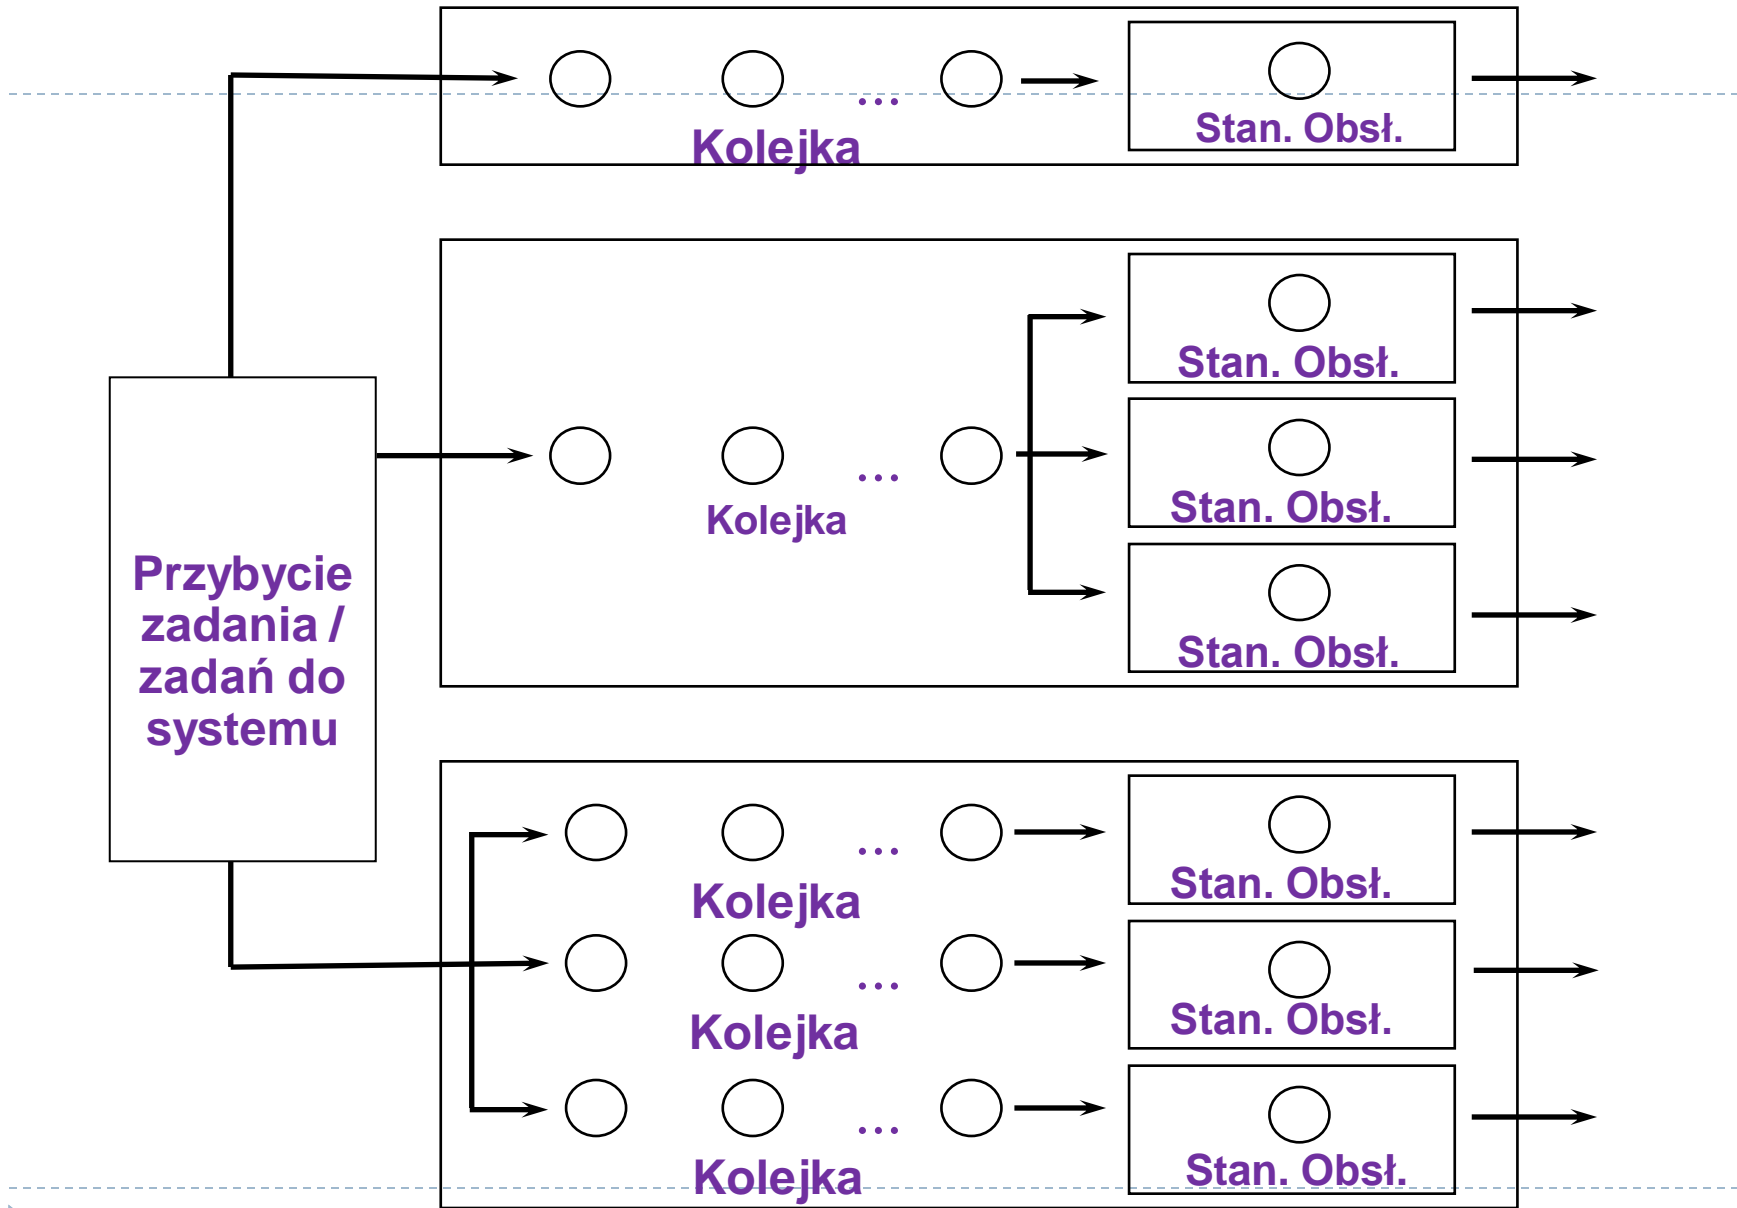 ...
Kolejka
Stan. Obsł.
...
Kolejka
Stan. Obsł.
Stan. Obsł.
Stan. Obsł.
Przybycie
zadania /
zadań do
systemu
...
Kolejka
Stan. Obsł.
...
Kolejka
Stan. Obsł.
...
Kolejka
Stan. Obsł.